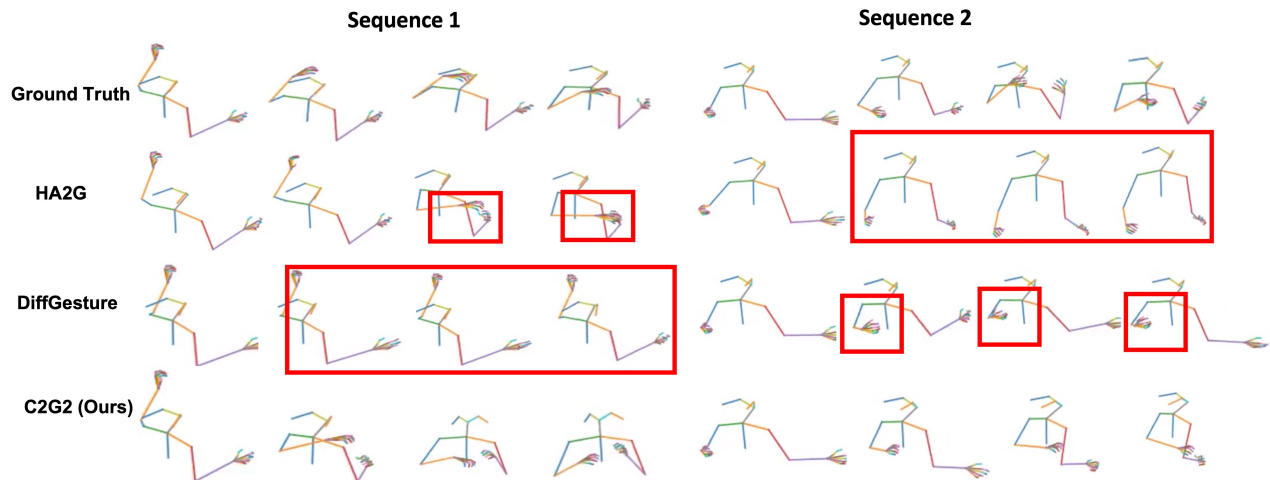 Sequence 1
Sequence 2
Ground Truth
HA2G
DiffGesture
C2G2 (Ours)